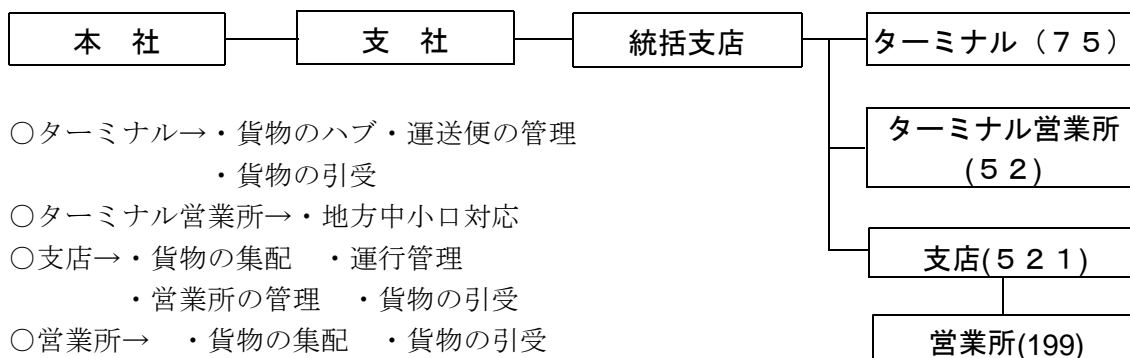 本 社
支 社
統括支店
ターミナル（７５）
ターミナル営業所
(５２)
支店(５２１)
営業所(199)
○ターミナル→・貨物のハブ・運送便の管理
・貨物の引受
○ターミナル営業所→・地方中小口対応
○支店→・貨物の集配 ・運行管理
・営業所の管理 ・貨物の引受
○営業所→ ・貨物の集配 ・貨物の引受